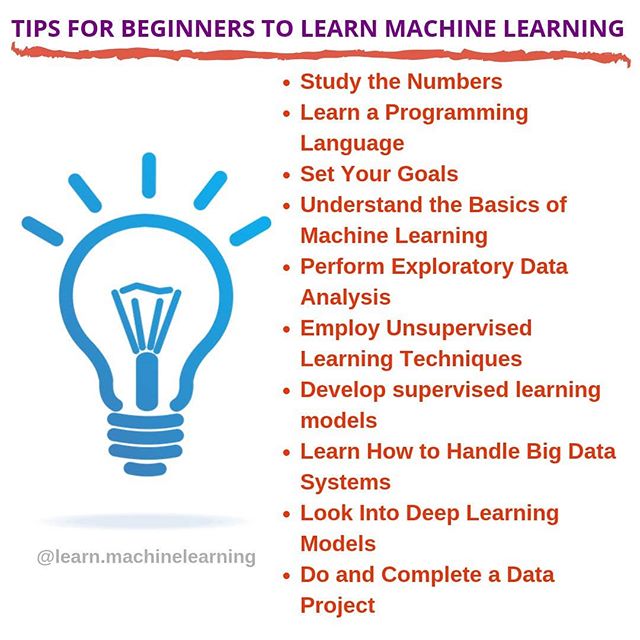 TIPS FOR BEGINNERS TO LEARN MACHINE LEARNING
• Study the Numbers
• Learn a Programming
Language
• Set Your Goals
• Understand the Basics of
Machine Learning
• Perform Exploratory Data
Analysis
• Employ Unsupervised
Learning Techniques
• Develop supervised learning
models
• Learn How to Handle Big Data
Systems
• Look Into Deep Learning
Models
• Do and Complete a Data
Project
@learn.machinelearning